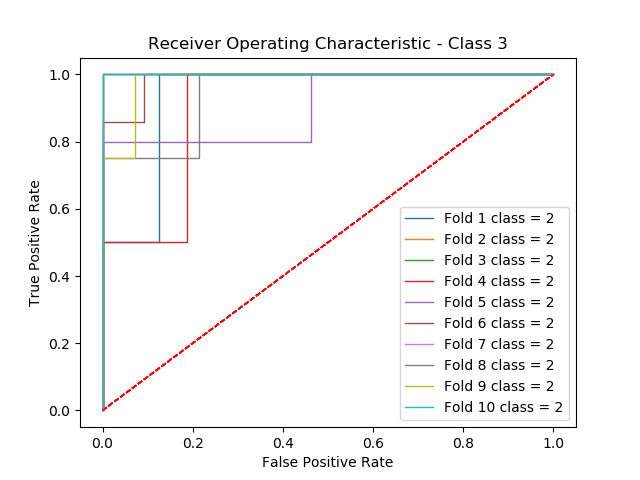 Receiver Operating Characteristic - Class 3
True Positive Rate
1.0
0.8
0.6
0.4
0.2
0.0
Fold 1 class = 2
Fold 2 class = 2
Fold 3 class = 2
Fold 4 class = 2
Fold 5 class = 2
Fold 6 class = 2
Fold 7 class = 2
Fold 8 class = 2
Fold 9 class = 2
Fold 10 class = 2
0.0 0.2 0.4 0.6 0.8 1.0
False Positive Rate